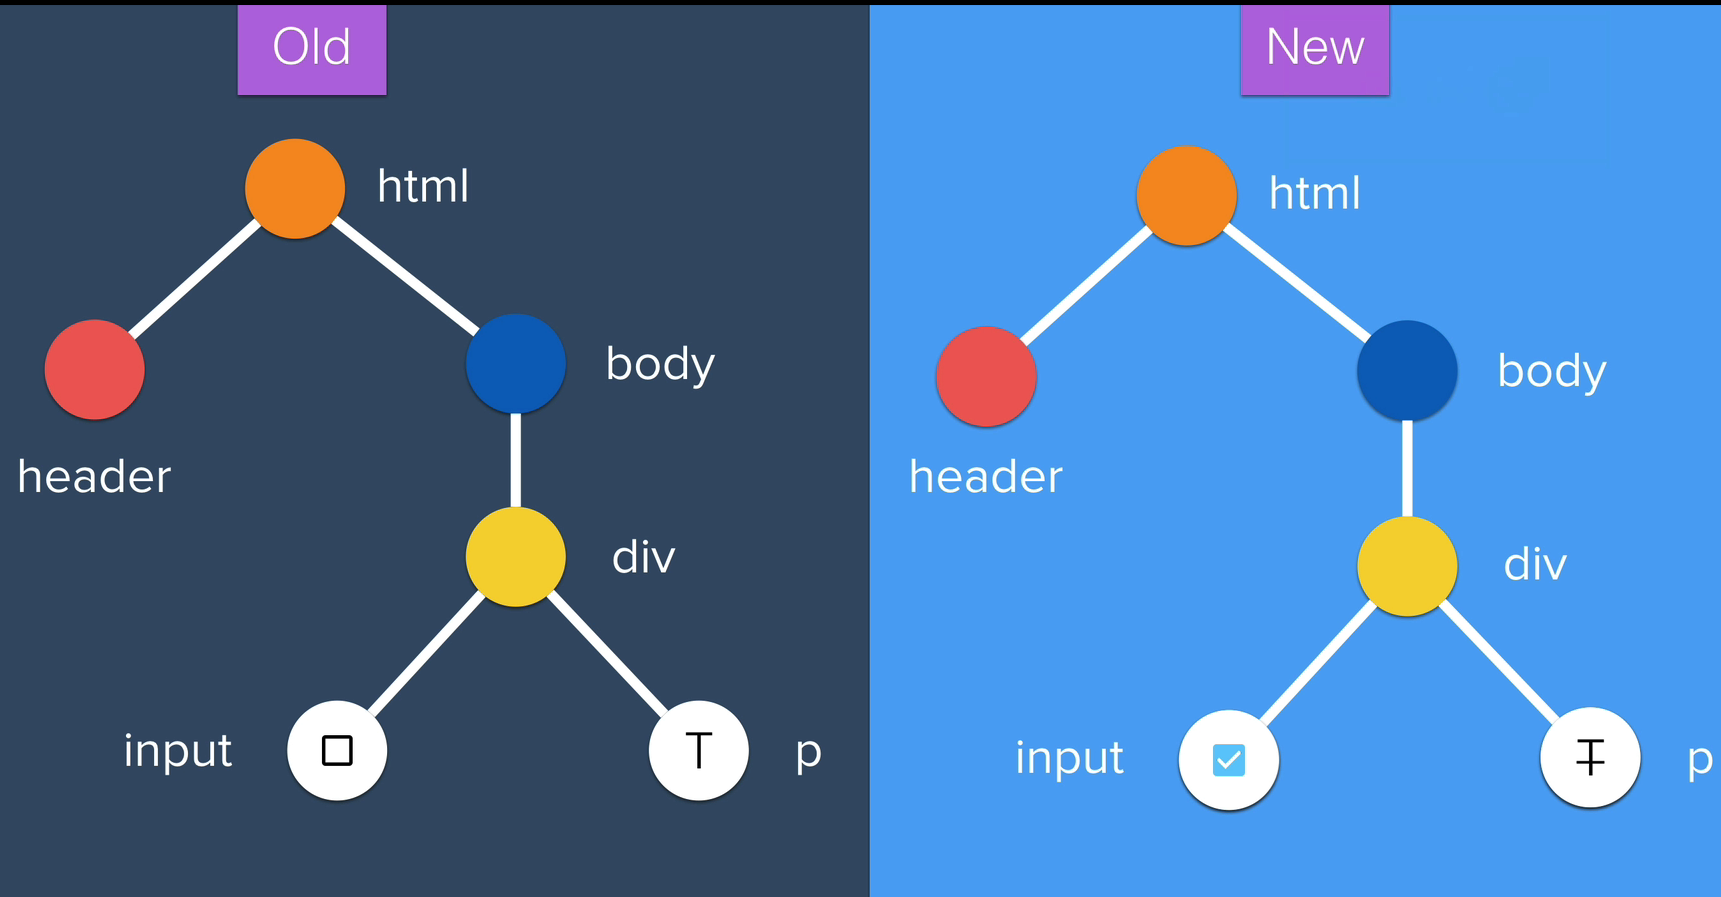 Old
html
body
header
div
input
T
p
New
html
body
header
div
input
T
p